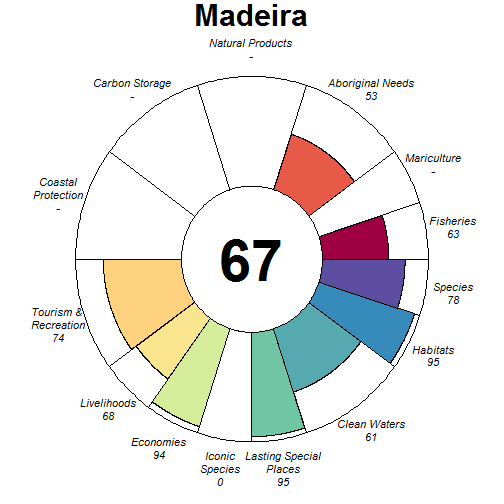 Madeira
Natural Products
-
Carbon Storage
-
Aboriginal Needs
53
Mariculture
-
Coastal
Protection
-
Fisheries
63
67
Species
78
Tourism &
Recreation
74
Habitats
95
Livelihoods
68
Clean Waters
61
Economies
94
Iconic
Species
0
Lasting Special
Places
95